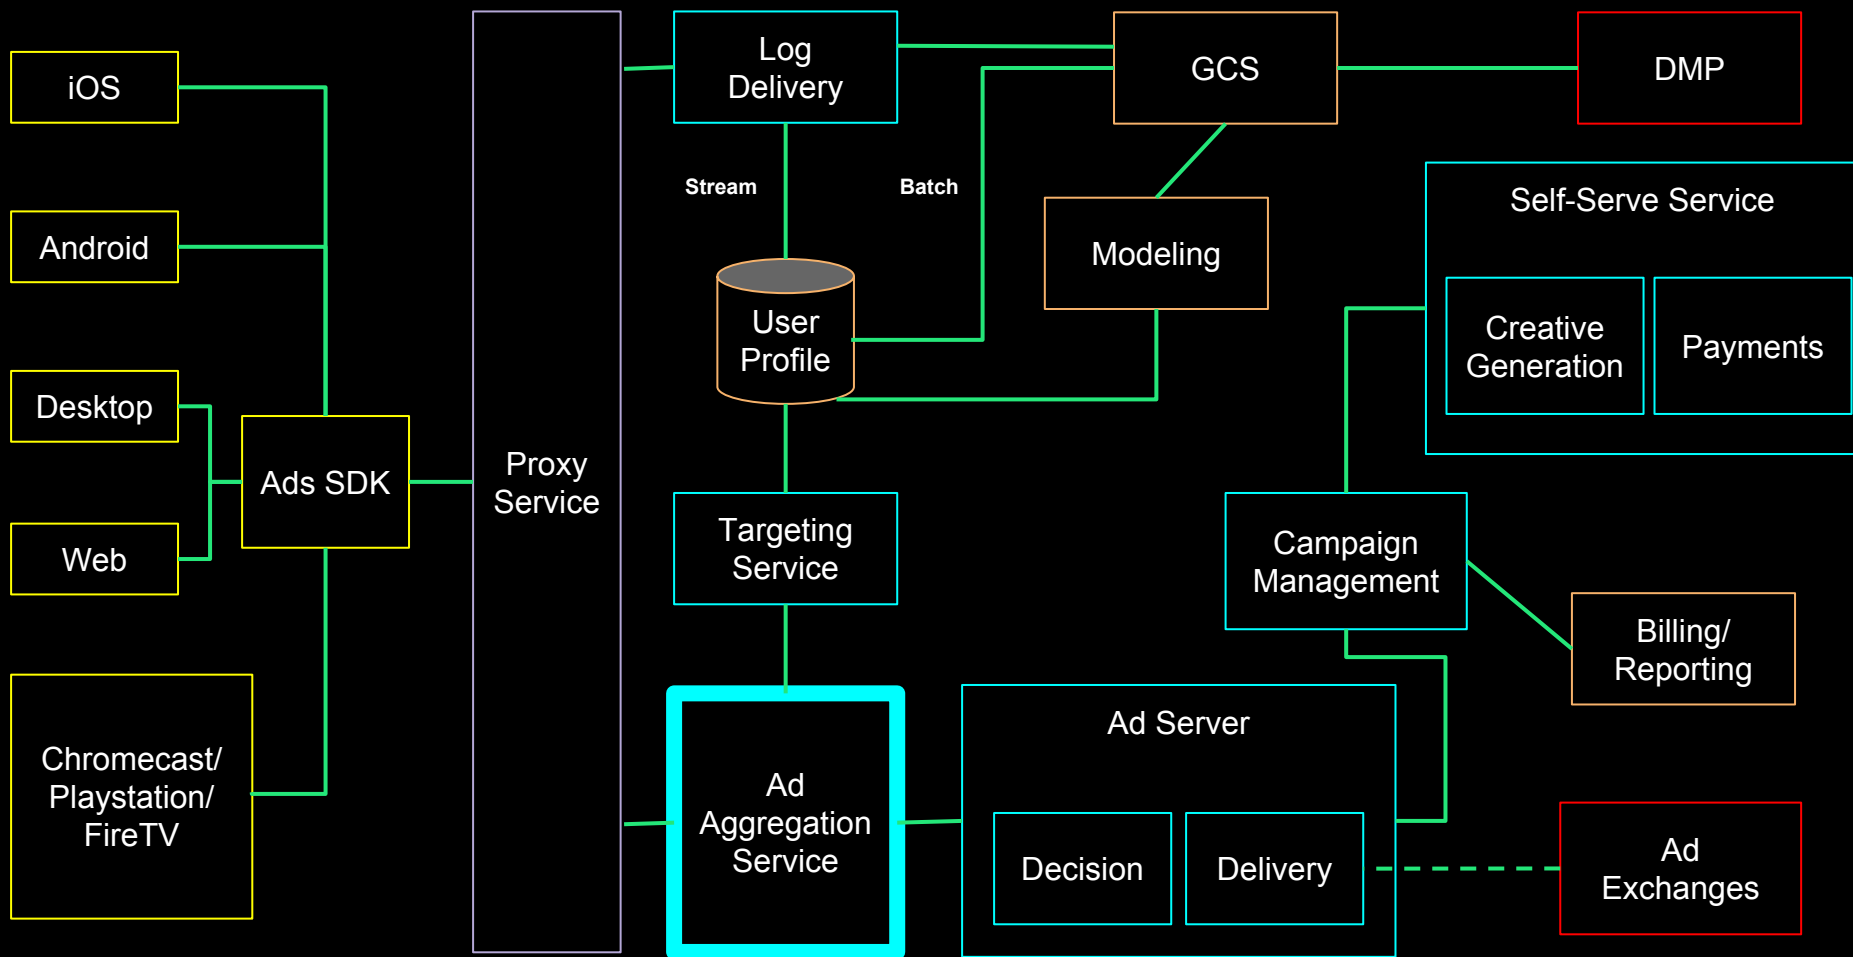 iOS
Android
Desktop
Web
Chromecast/
Playstation/
FireTV
Ads SDK
Proxy
Service
Log
Delivery
Stream
Batch
User
Profile
Targeting
Service
Ad
Aggregation
Service
GCS
Modeling
DMP
Self-Serve Service
Creative
Generation
Payments
Campaign
Management
Billing/
Reporting
Ad Server
Decision
Delivery
Ad
Exchanges